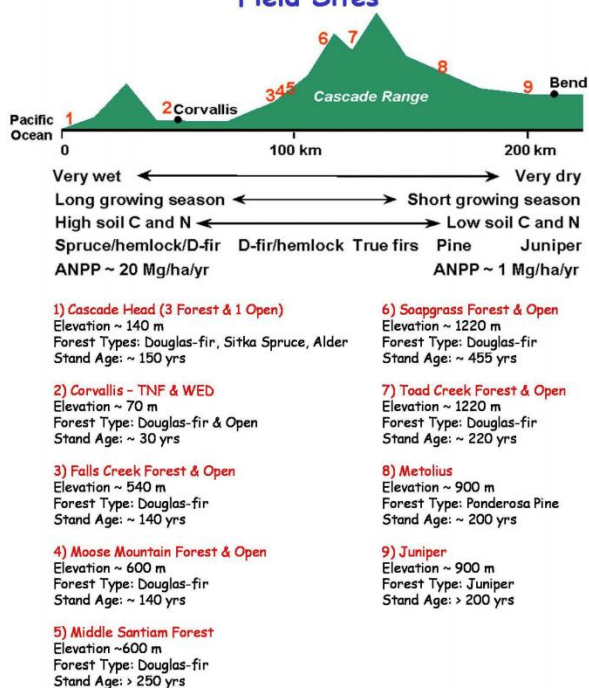 Field Sites
6 7
8
345
Cascade Range
9 Bend
2 Corvallis
1
Pacific
Ocean
0 100 km 200 km
Very wet Very dry
Long growing season Short growing season
High soil C and N Low soil C and N
Spruce/hemlock/D-fir D-fir/hemlock True firs Pine Juniper
ANPP ~ 20 Mg/ha/yr ANPP ~ 1 Mg/ha/yr
1) Cascade Head (3 Forest & 1 Open)
Elevation ~ 140 m
Forest Types: Douglas-fir, Sitka Spruce, Alder
Stand Age: ~ 150 yrs
2) Corvallis – TNF & WED
Elevation ~ 70 m
Forest Type: Douglas-fir & Open
Stand Age: ~ 30 yrs
3) Falls Creek Forest & Open
Elevation ~ 540 m
Forest Type: Douglas-fir
Stand Age: ~ 140 yrs
4) Moose Mountain Forest & Open
Elevation ~ 600 m
Forest Type: Douglas-fir
Stand Age: ~ 140 yrs
5) Middle Santiam Forest
Elevation ~600 m
Forest Type: Douglas-fir
Stand Age: > 250 yrs
6) Soapgrass Forest & Open
Elevation ~ 1220 m
Forest Type: Douglas-fir
Stand Age: ~ 455 yrs
7) Toad Creek Forest & Open
Elevation ~ 1220 m
Forest Type: Douglas-fir
Stand Age: ~ 220 yrs
8) Metolius
Elevation ~ 900 m
Forest Type: Ponderosa Pine
Stand Age: ~ 200 yrs
9) Juniper
Elevation ~ 900 m
Forest Type: Juniper
Stand Age: > 200 yrs